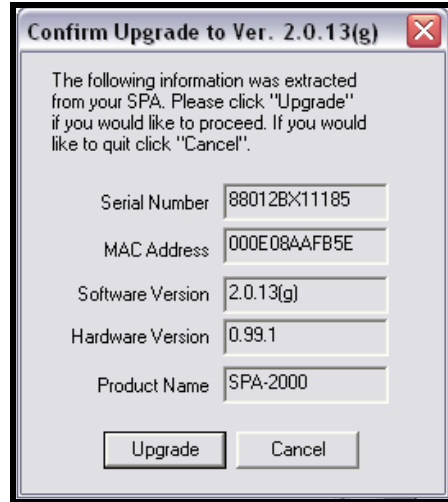 Confirm Upgrade to Ver. 2.0.13(g)
The following information was extracted
from your SPA. Please click "Upgrade"
if you would like to proceed. If you would
like to quit click "Cancel".
Serial Number 88012BX11185
MAC Address 000E08AAFB5E
Software Version 2.0.13(g)
Hardware Version 0.99.1
Product Name SPA-2000
Upgrade Cancel